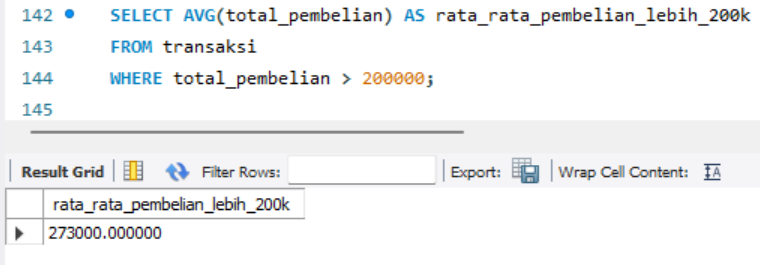 142 SELECT AVG(total_pembelian) AS rata_rata_pembelian_lebih_200k
143 FROM transaksi
144 WHERE total_pembelian > 200000;
145
Result Grid Filter Rows: Export: Wrap Cell Content: IA
rata_rata_pembelian_lebih_200k
273000.000000